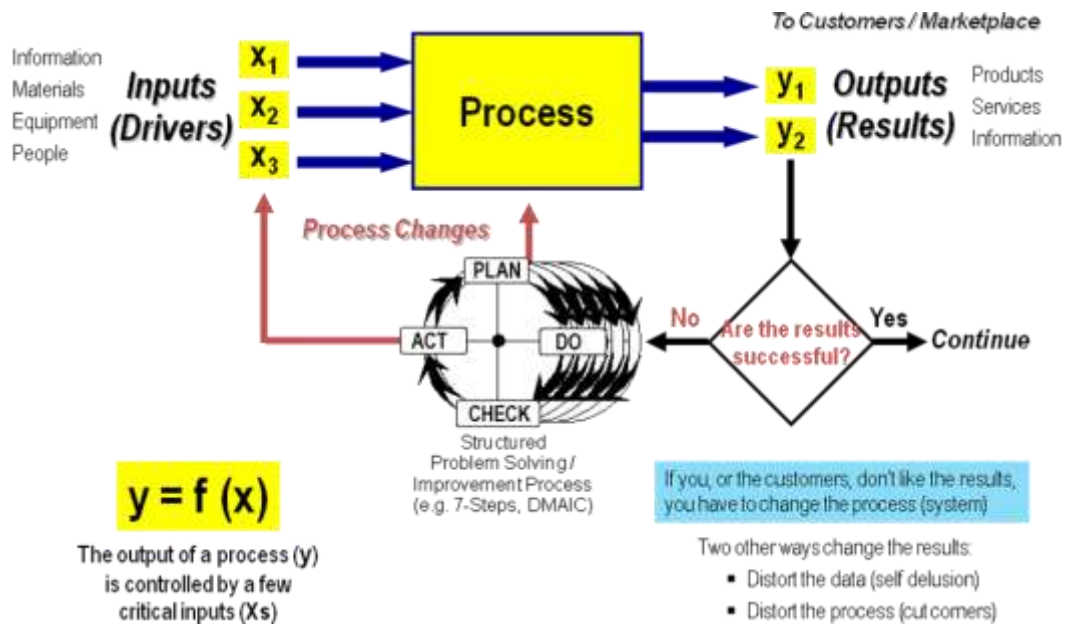 To Customers / Marketplace
Information
Materials
Equipment
People
Inputs
(Drivers)
x1
x2
x3
Process
y1
y2
Outputs
(Results)
Products
Services
Information
Process Changes
PLAN
ACT
DO
CHECK
No
Are the results
successful?
Yes
Continue
Structured
Problem Solving /
Improvement Process
(e.g. 7-Steps, DMAIC)
y = f (x)
The output of a process (y)
is controlled by a few
critical inputs (Xs)
If you, or the customers, don't like the results,
you have to change the process (system)
Two other ways change the results:
▪ Distort the data (self delusion)
▪ Distort the process (cut corners)